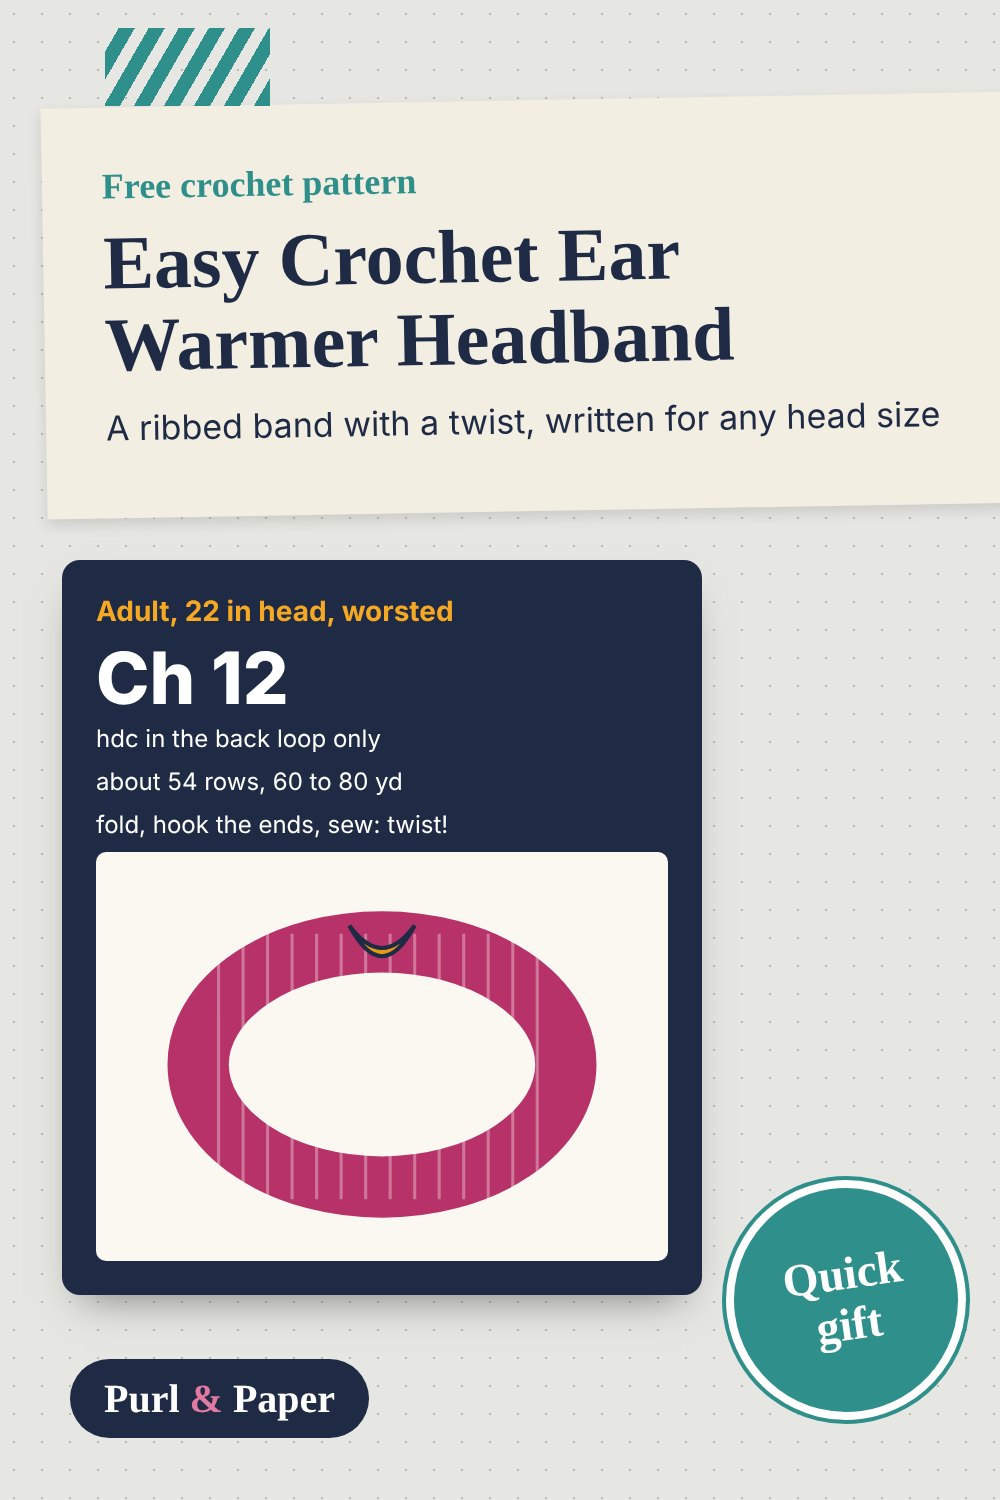 Free crochet pattern
Easy Crochet Ear
Warmer Headband
A ribbed band with a twist, written for any head size
Adult, 22 in head, worsted
Ch 12
hdc in the back loop only
about 54 rows, 60 to 80 yd
fold, hook the ends, sew: twist!
Quick
gift
Purl & Paper